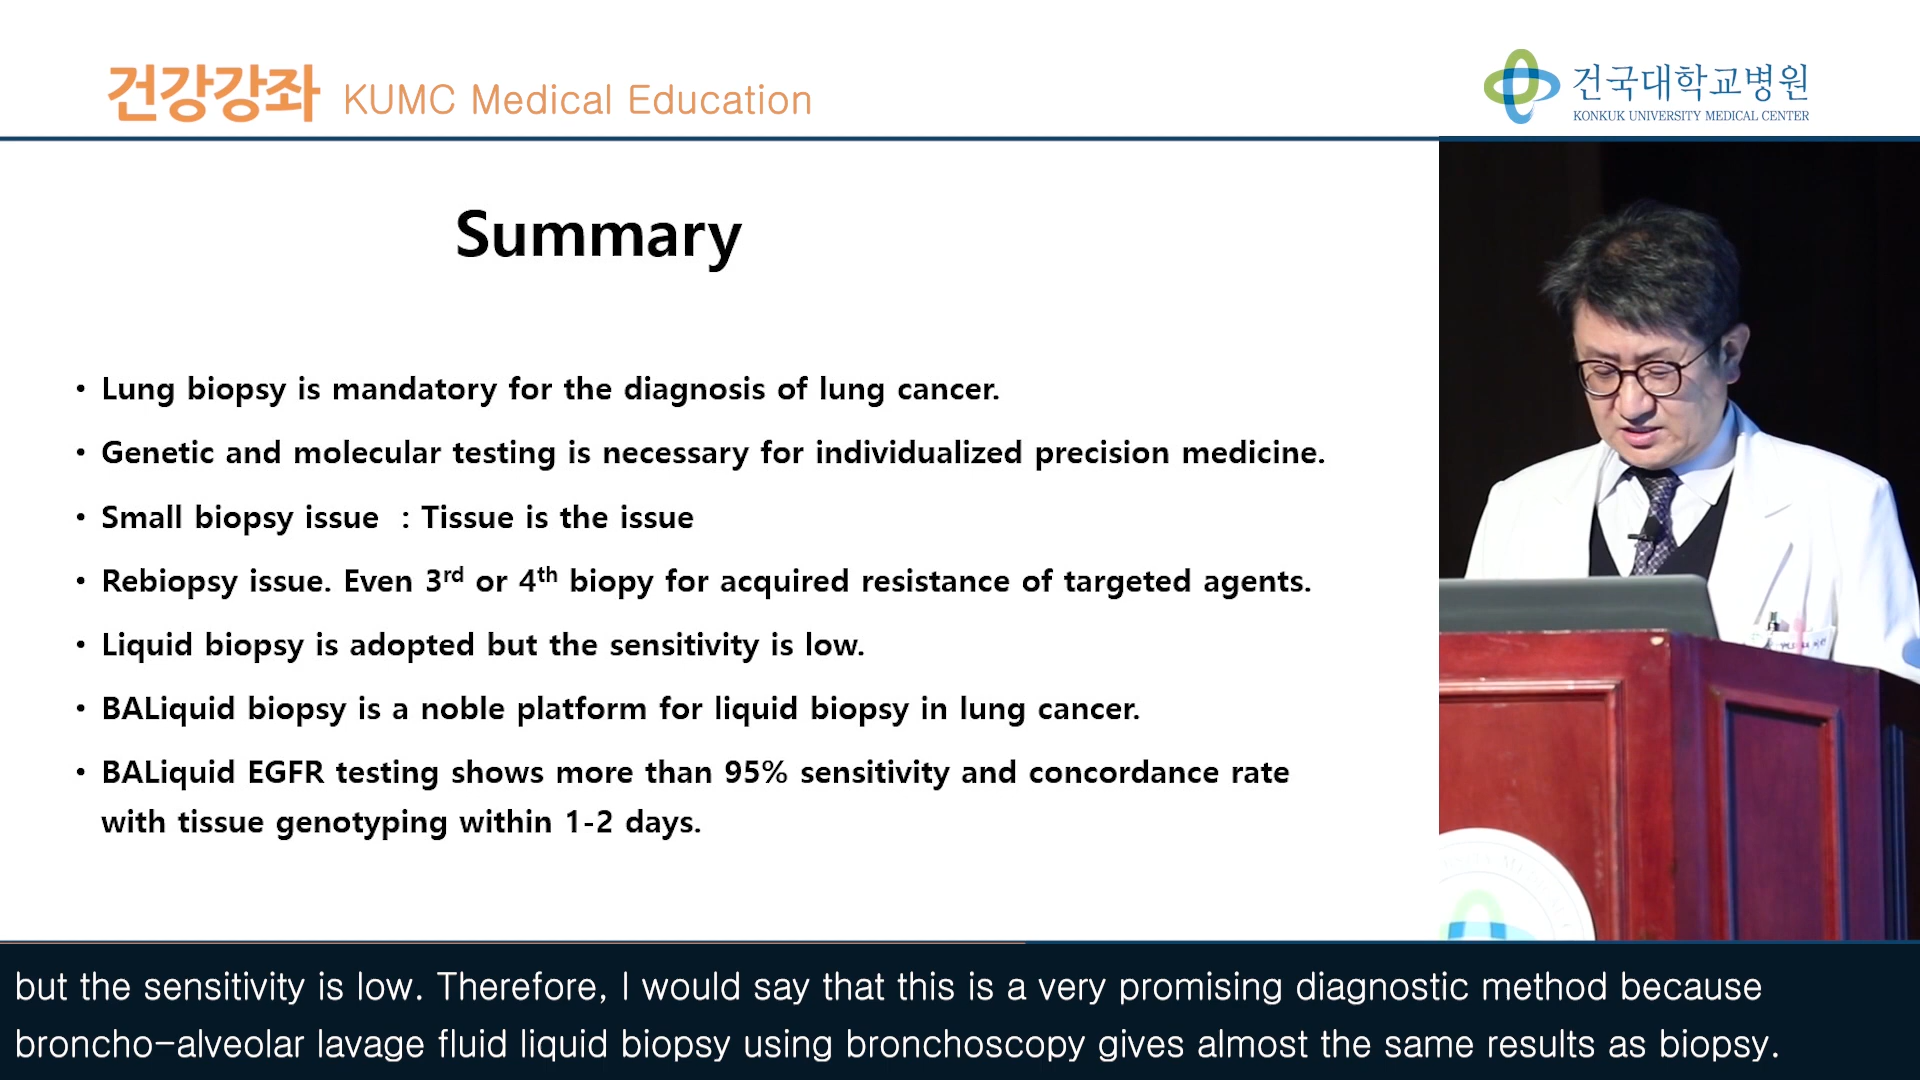 건강강좌 KUMC Medical Education
건국대학교병원
KONKUK UNIVERSITY MEDICAL CENTER
Summary
• Lung biopsy is mandatory for the diagnosis of lung cancer.
• Genetic and molecular testing is necessary for individualized precision medicine.
• Small biopsy issue : Tissue is the issue
• Rebiopsy issue. Even 3rd or 4th biopy for acquired resistance of targeted agents.
• Liquid biopsy is adopted but the sensitivity is low.
• BALiquid biopsy is a noble platform for liquid biopsy in lung cancer.
• BALiquid EGFR testing shows more than 95% sensitivity and concordance rate
with tissue genotyping within 1-2 days.
but the sensitivity is low. Therefore, I would say that this is a very promising diagnostic method because
broncho-alveolar lavage fluid liquid biopsy using bronchoscopy gives almost the same results as biopsy.